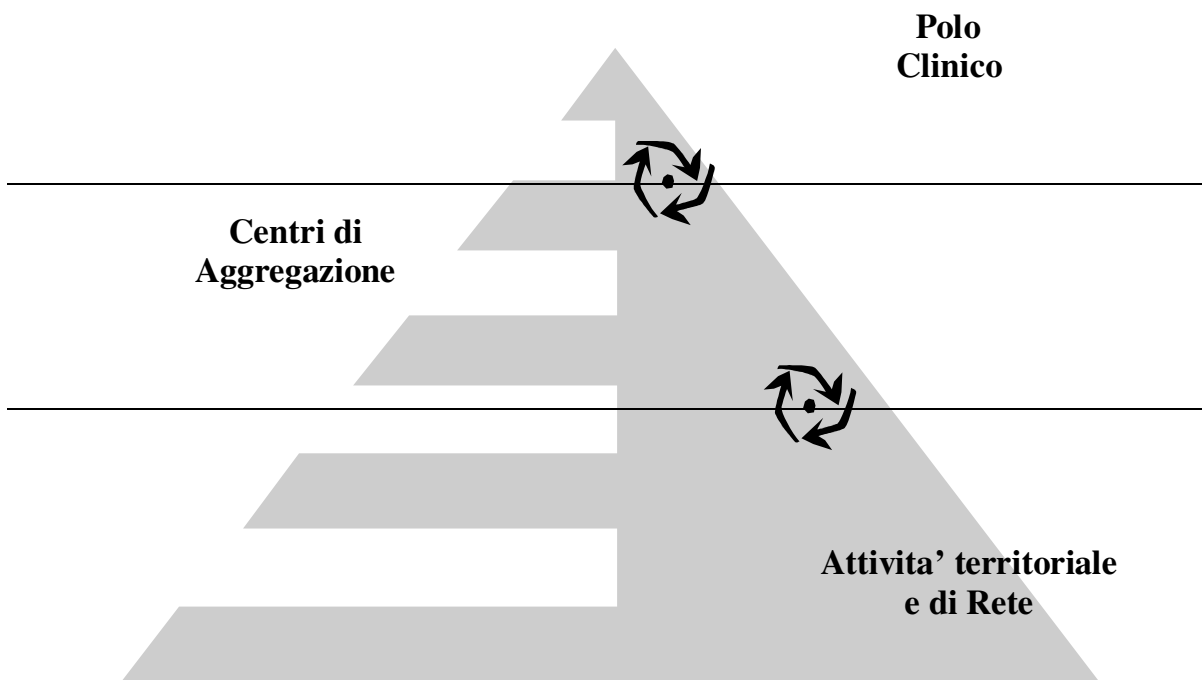 Polo
Clinico
Centri di
Aggregazione
Attivita’ territoriale
e di Rete